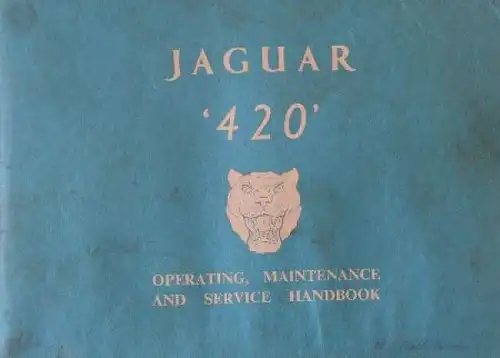 JAGUAR
'420'
OPERATING, MAINTENANCE
AND SERVICE HANDBOOK